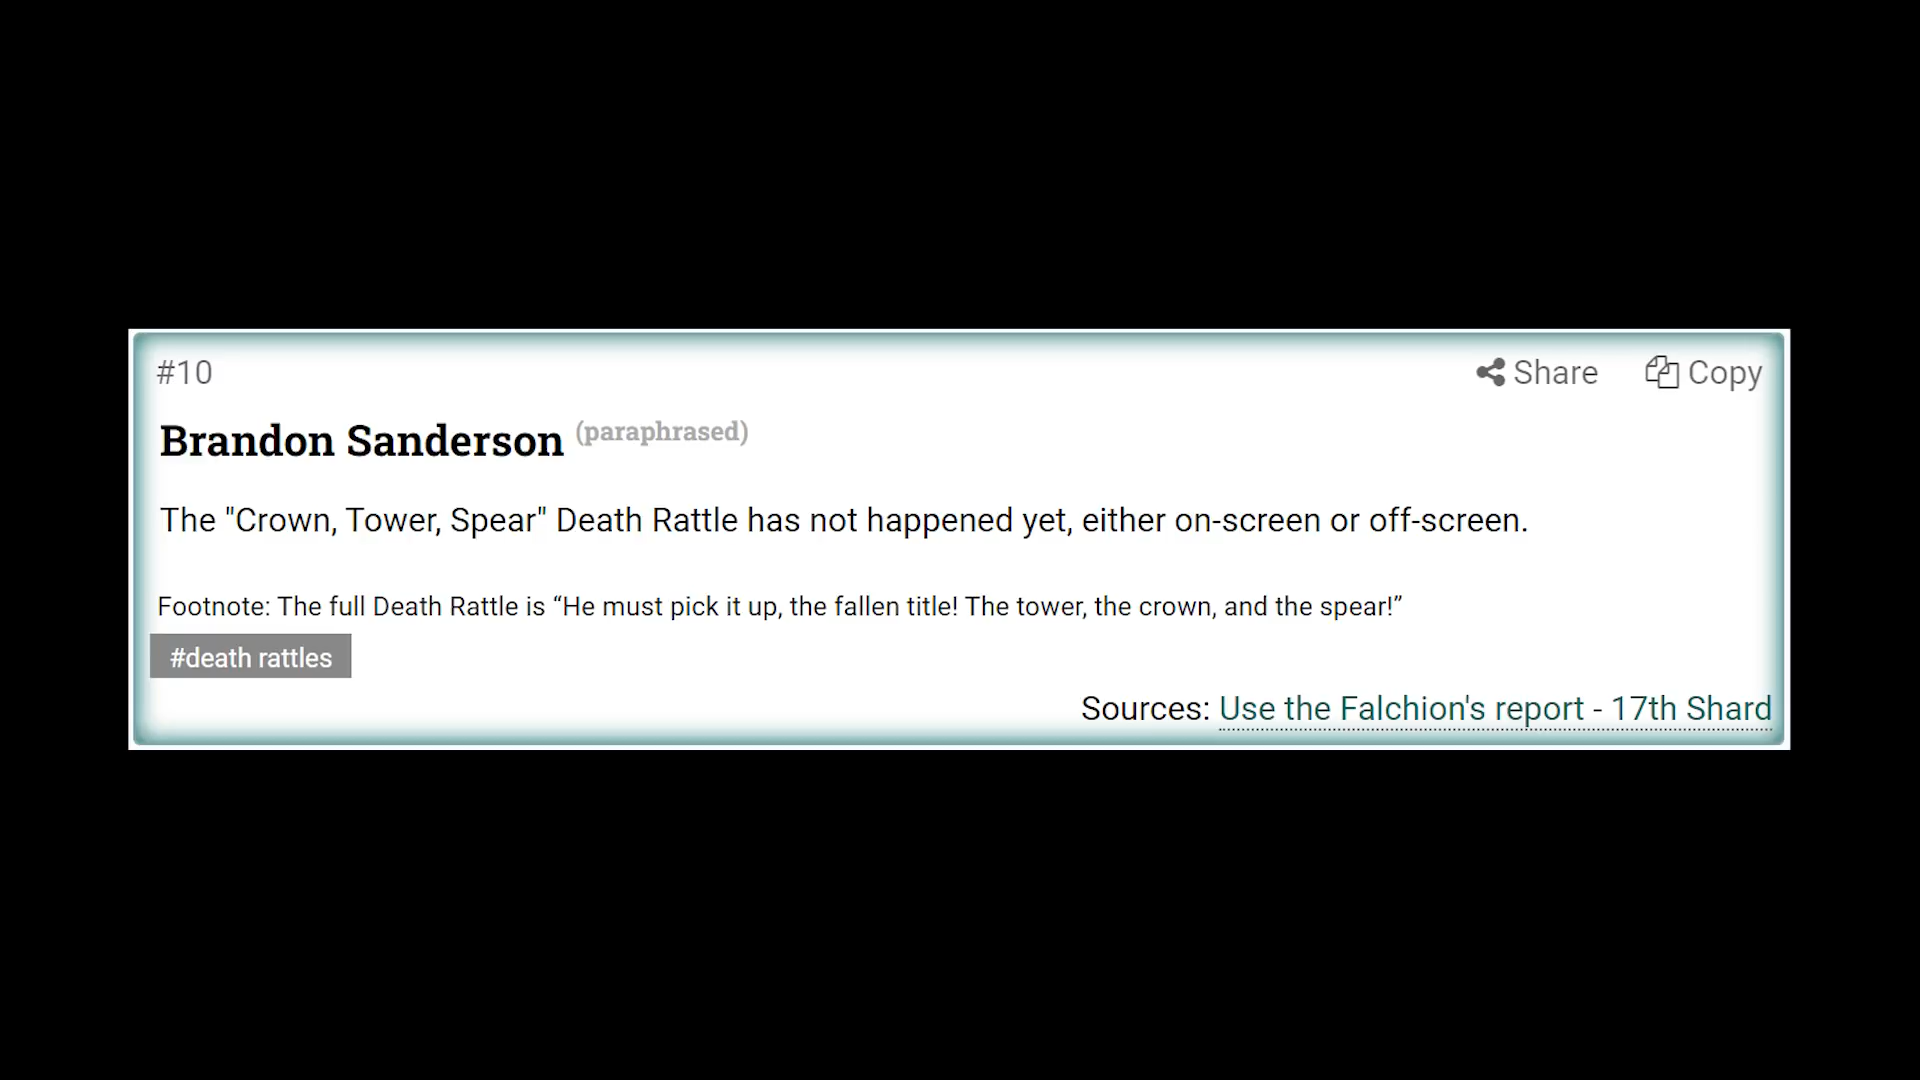 #10
Share
Copy
Brandon Sanderson (paraphrased)
The "Crown, Tower, Spear" Death Rattle has not happened yet, either on-screen or off-screen.
Footnote: The full Death Rattle is “He must pick it up, the fallen title! The tower, the crown, and the spear!”
#death rattles
Sources: Use the Falchion's report - 17th Shard